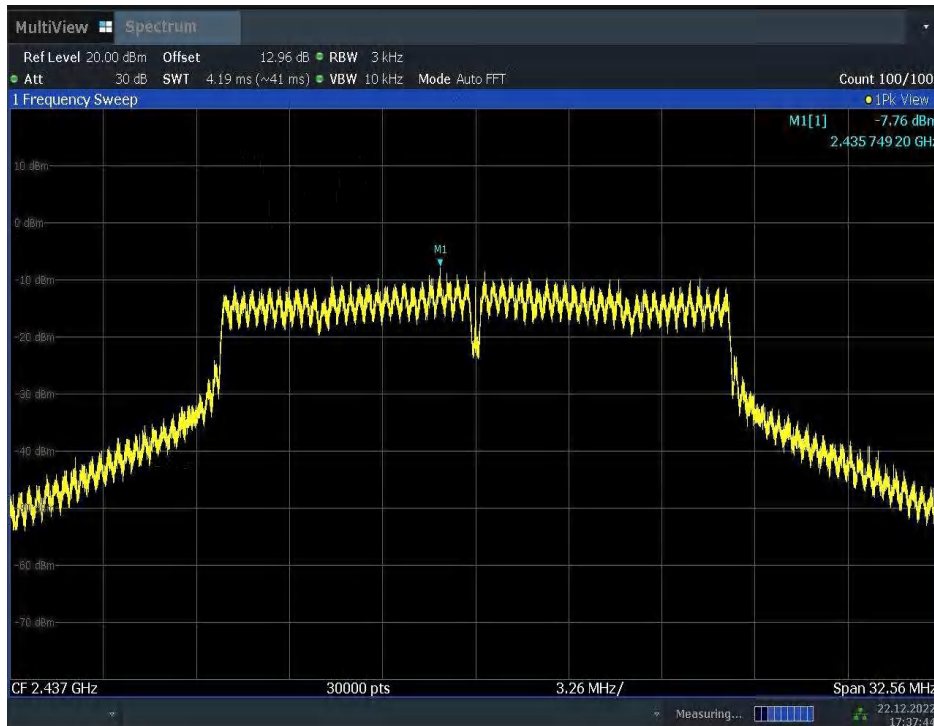 MultiView Spectrum
Ref Level 20.00 dBm Offset 12.96 dB RBW 3 kHz
Att 30 dB SWT 4.19 ms (~41 ms) VBW 10 kHz Mode Auto FFT Count 100/100
1 Frequency Sweep 1Pk View
M1[1] -7.76 dBm
2.435 749 20 GHz
10 dBm
0 dBm
M1
-10 dBm
-20 dBm
-30 dBm
-40 dBm
-60 dBm
-70 dBm
CF 2.437 GHz 30000 pts 3.26 MHz/ Span 32.56 MHz
Measuring... 22.12.2022
17:37:44